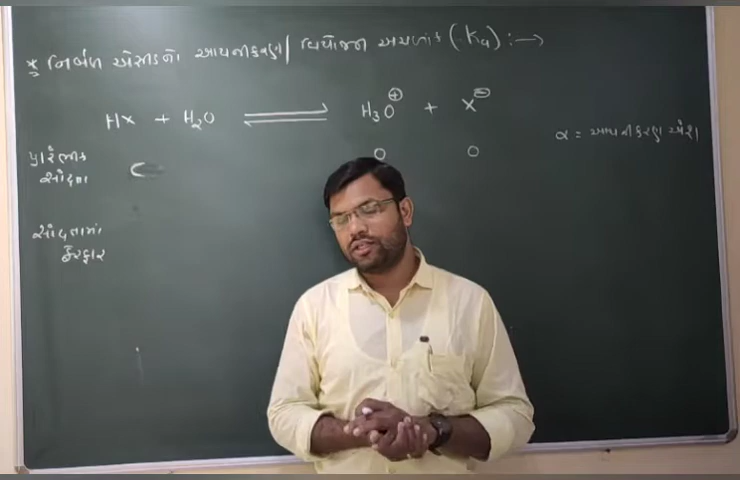 * નિર્બળ એસીડનો આયનીકરણ / વિયોજન અચળાંક (Ka) :→
HX + H₂O ⇌ H₃O⊕ + X⊖
પ્રારંભિક સાંદ્રતા C 0 0
α = આયનીકરણ અંશ
સાંદ્રતામાં
ફેરફાર